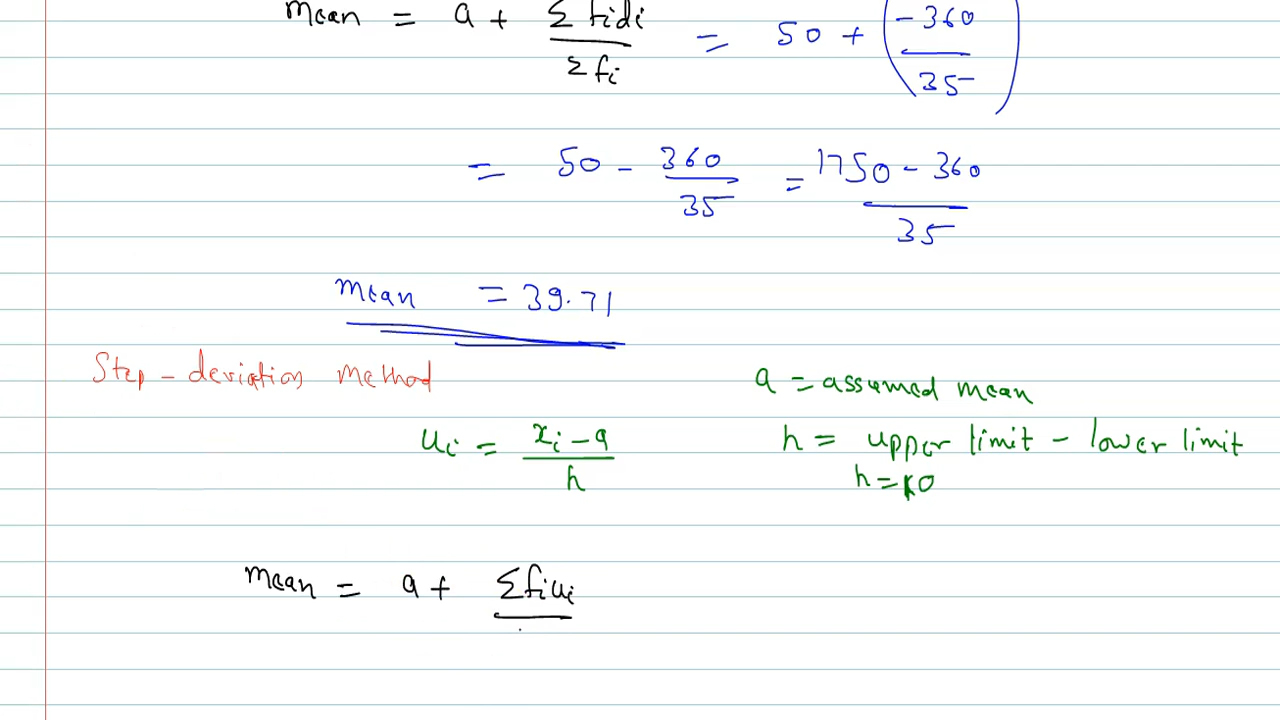 mean = a + Σfidi / Σfi = 50 + (-360 / 35)
= 50 - 360 / 35 = 1750 - 360 / 35
mean = 39.71
Step-deviation method
a = assumed mean
ui = xi - a / h
h = upper limit - lower limit
h = 10
mean = a + Σfiui